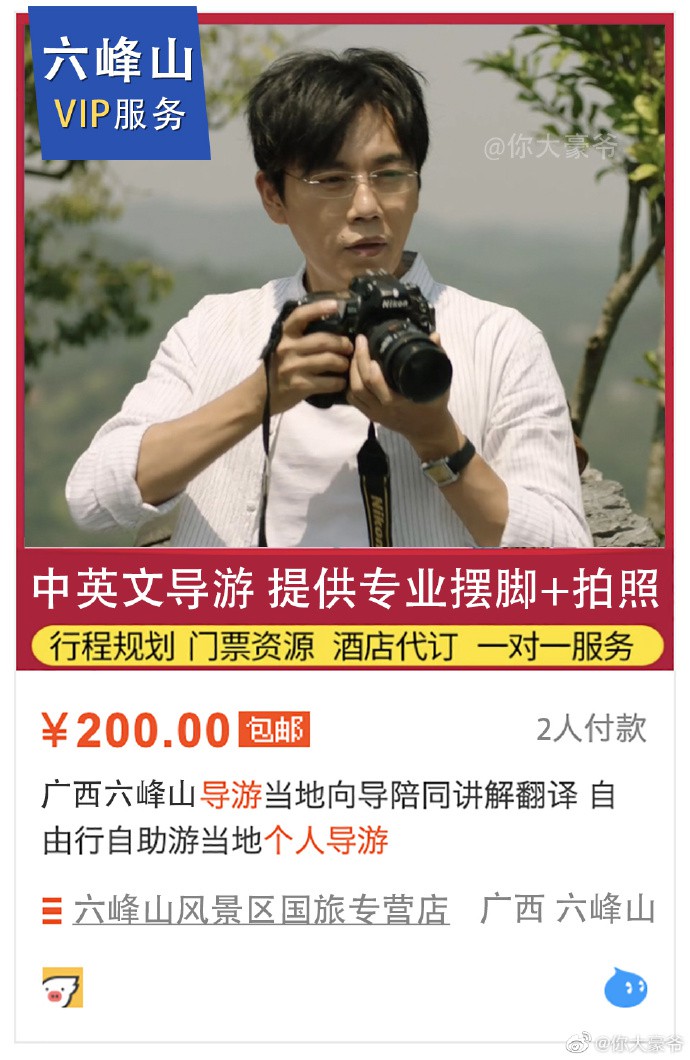 六峰山
VIP服务
@你大豪爷
Nikon
Nikon
中英文导游 提供专业摆脚+拍照
行程规划 门票资源 酒店代订 一对一服务
￥200.00 包邮 2人付款
广西六峰山导游当地向导陪同讲解翻译 自
由行自助游当地个人导游
六峰山风景区国旅专营店 广西 六峰山
@你大豪爷